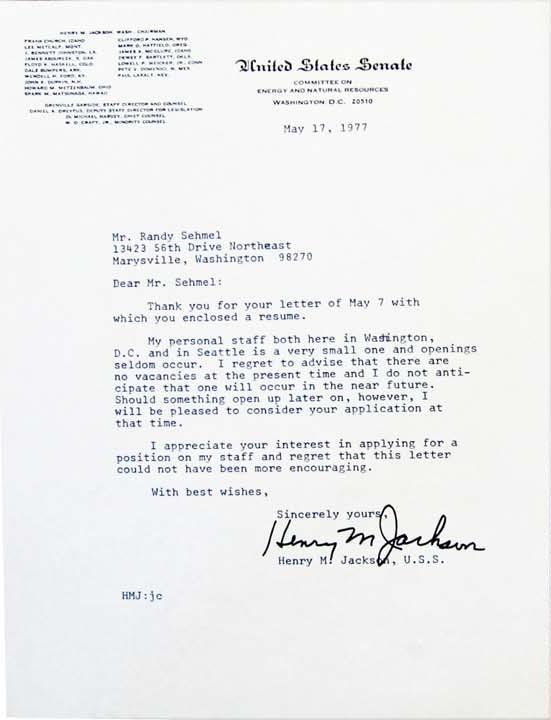 HENRY M. JACKSON, WASH., CHAIRMAN
FRANK CHURCH, IDAHO
LEE METCALF, MONT.
J. BENNETT JOHNSTON, LA.
JAMES ABOUREZK, S. DAK.
FLOYD K. HASKELL, COLO.
DALE BUMPERS, ARK.
WENDELL H. FORD, KY.
JOHN A. DURKIN, N.H.
HOWARD M. METZENBAUM, OHIO
SPARK M. MATSUNAGA, HAWAII
CLIFFORD P. HANSEN, WYO.
MARK O. HATFIELD, OREG.
JAMES A. MCCLURE, IDAHO
DEWEY F. BARTLETT, OKLA.
LOWELL P. WEICKER, JR., CONN.
PETE V. DOMENICI, N. MEX.
PAUL LAXALT, NEV.
GRENVILLE GARSIDE, STAFF DIRECTOR AND COUNSEL
DANIEL A. DREYFUS, DEPUTY STAFF DIRECTOR FOR LEGISLATION
D. MICHAEL HARVEY, CHIEF COUNSEL
W. O. CRAFT, JR., MINORITY COUNSEL
United States Senate
COMMITTEE ON
ENERGY AND NATURAL RESOURCES
WASHINGTON, D.C. 20510
May 17, 1977
Mr. Randy Sehmel
13423 56th Drive Northeast
Marysville, Washington 98270
Dear Mr. Sehmel:
Thank you for your letter of May 7 with
which you enclosed a resume.
My personal staff both here in Washington,
D.C. and in Seattle is a very small one and openings
seldom occur. I regret to advise that there are
no vacancies at the present time and I do not anti-
cipate that one will occur in the near future.
Should something open up later on, however, I
will be pleased to consider your application at
that time.
I appreciate your interest in applying for a
position on my staff and regret that this letter
could not have been more encouraging.
With best wishes,
Sincerely yours,
Henry M Jackson
Henry M. Jackson, U.S.S.
HMJ:jc